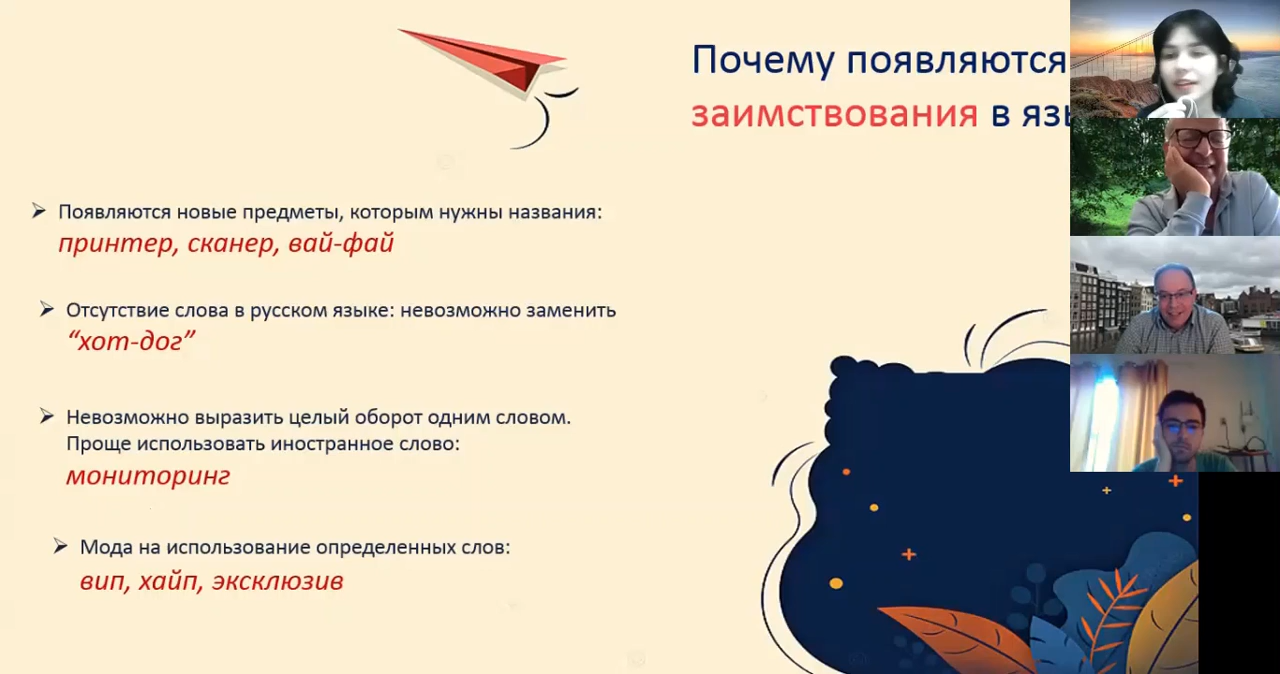 Почему появляются
заимствования в язы
Появляются новые предметы, которым нужны названия:
принтер, сканер, вай-фай
Отсутствие слова в русском языке: невозможно заменить
“хот-дог”
Невозможно выразить целый оборот одним словом.
Проще использовать иностранное слово:
мониторинг
Мода на использование определенных слов:
вип, хайп, эксклюзив